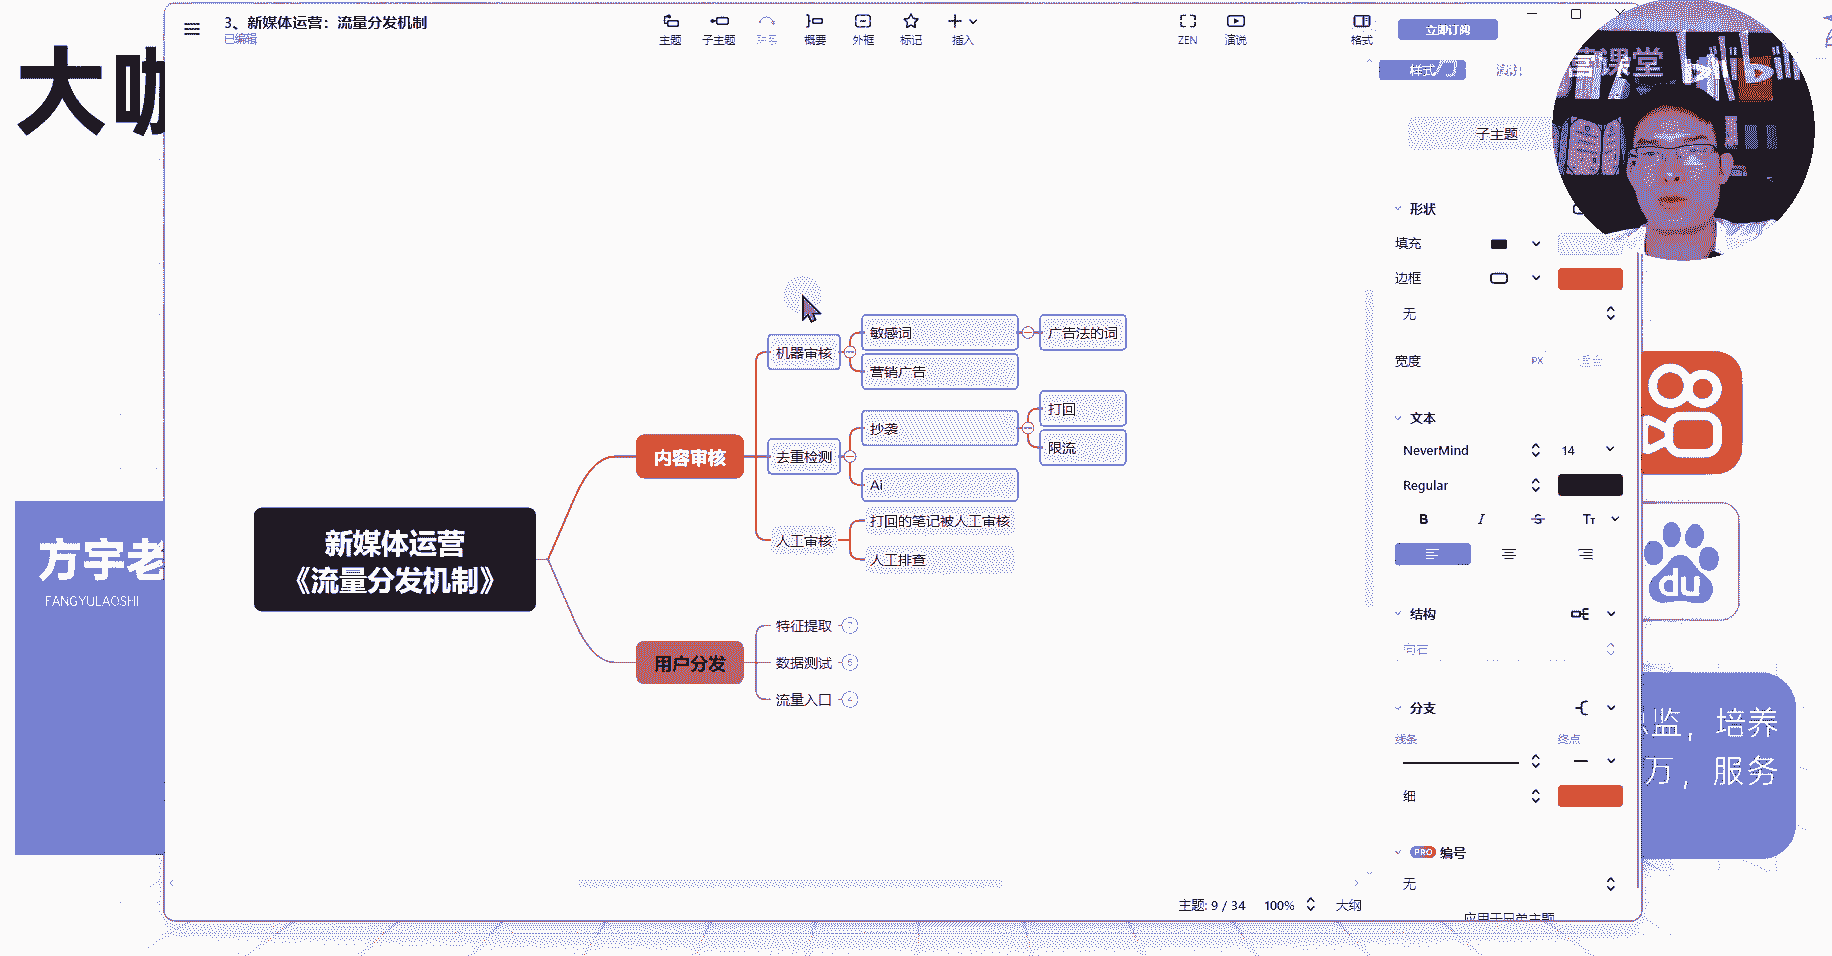 大咖
3、新媒体运营：流量分发机制
已编辑
主题
子主题
概要
外框
标记
插入
ZEN
演说
格式
立即订阅
样式
课堂
bilibili
子主题
形状
填充
边框
无
宽度
PX
文本
NeverMind
14
Regular
B
I
S
Tт
结构
向右
分支
线条
终点
细
PRO 编号
无
应用于兄弟主题
新媒体运营
《流量分发机制》
内容审核
机器审核
敏感词
广告法的词
营销广告
去重检测
抄袭
打回
限流
Ai
人工审核
打回的笔记被人工审核
人工排查
用户分发
特征提取
数据测试
5
流量入口
4
主题: 9 / 34
100%
大纲
方宇老
FANGYULAOSHI
du
监，培养
万，服务